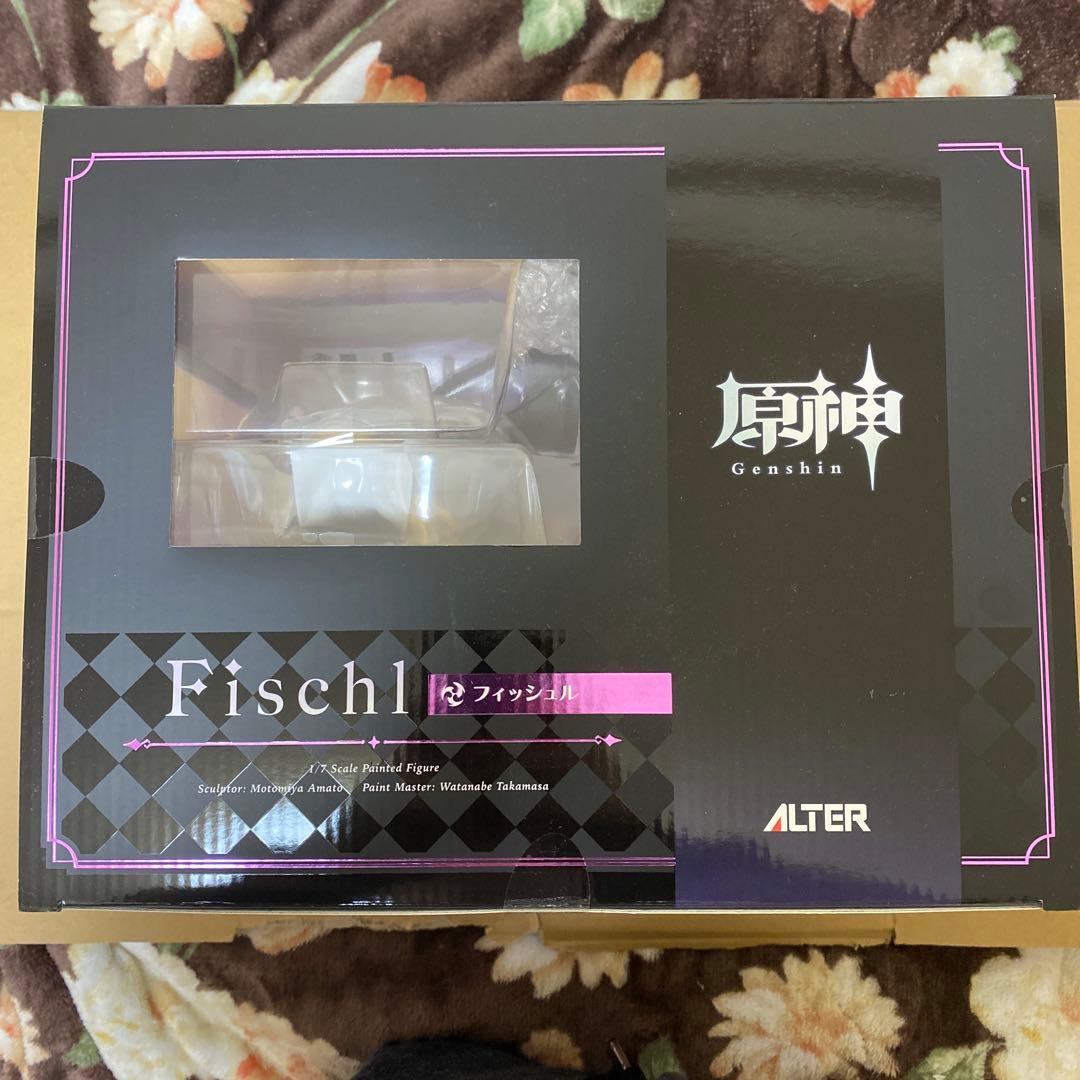 原神
Genshin
Fischl
フィッシュル
1/7 Scale Painted Figure
Sculptor: Motomiya Amato Paint Master: Watanabe Takamasa
ALTER